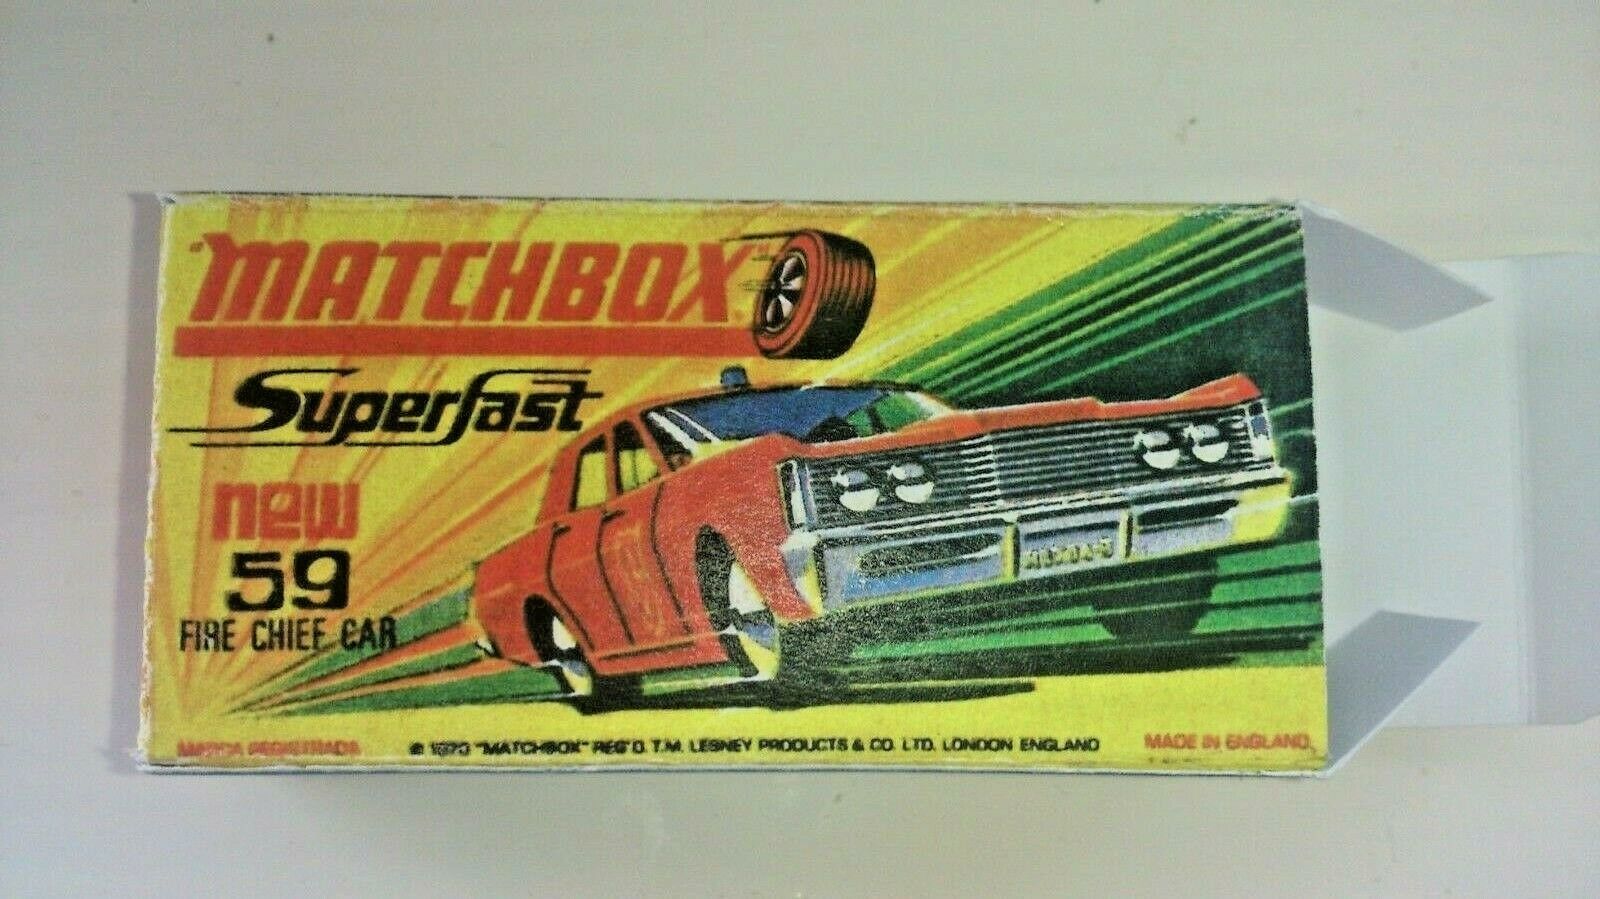 "MATCHBOX"
Superfast
new
59
FIRE CHIEF CAR
MARCA REGISTRADA © 1970 "MATCHBOX" REG'D. T.M. LESNEY PRODUCTS & CO. LTD. LONDON ENGLAND MADE IN ENGLAND